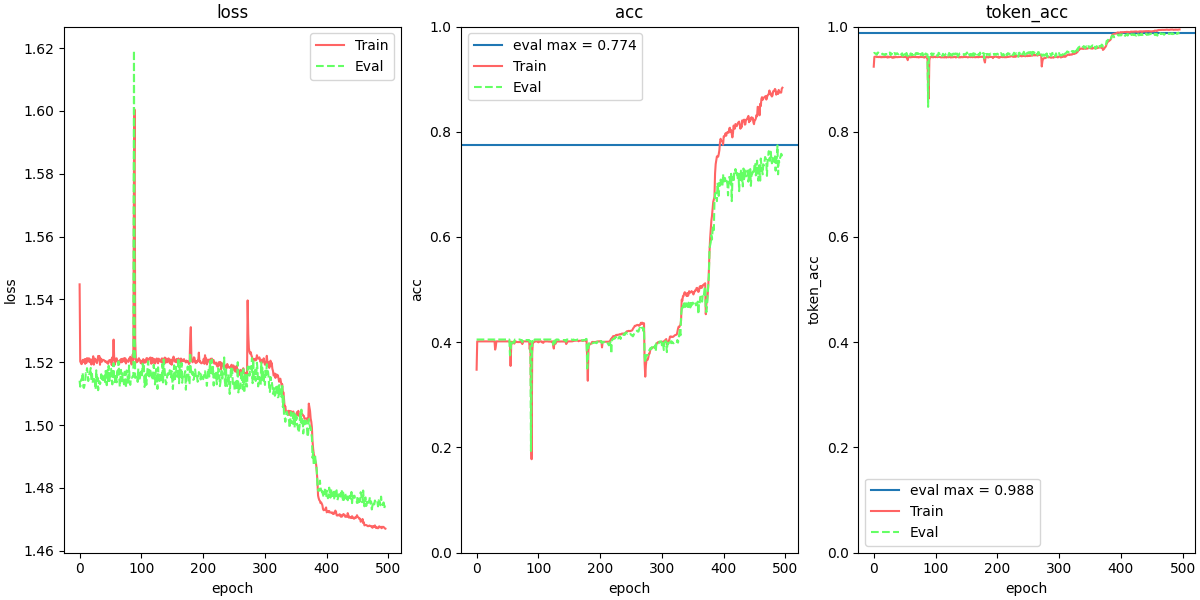 loss
1.62
1.60
1.58
1.56
1.54
1.52
1.50
1.48
1.46
loss
0 100 200 300 400 500
epoch
Train
Eval
acc
1.0
0.8
0.6
0.4
0.2
0.0
acc
0 100 200 300 400 500
epoch
eval max = 0.774
Train
Eval
token_acc
1.0
0.8
0.6
0.4
0.2
0.0
token_acc
0 100 200 300 400 500
epoch
eval max = 0.988
Train
Eval